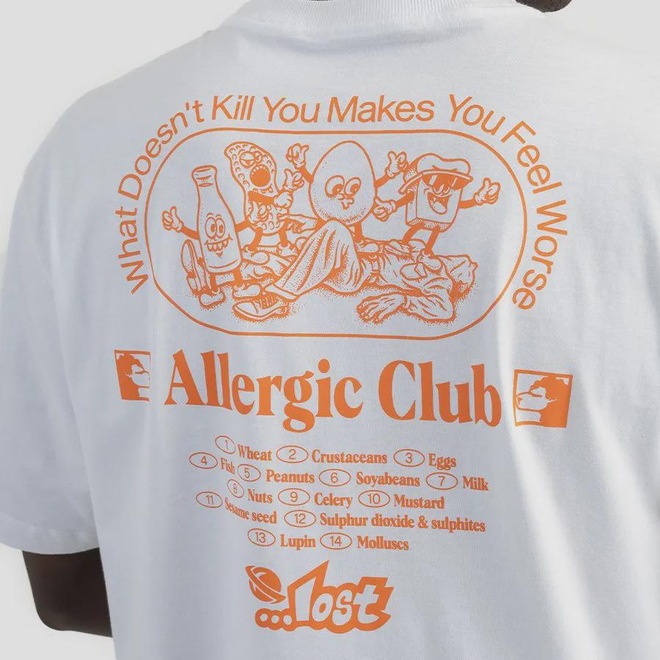 What Doesn't Kill You Makes You Feel Worse
Allergic Club
1 Wheat 2 Crustaceans 3 Eggs
4 Fish 5 Peanuts 6 Soyabeans 7 Milk
8 Nuts 9 Celery 10 Mustard
11 Sesame seed 12 Sulphur dioxide & sulphites
13 Lupin 14 Molluscs
...lost